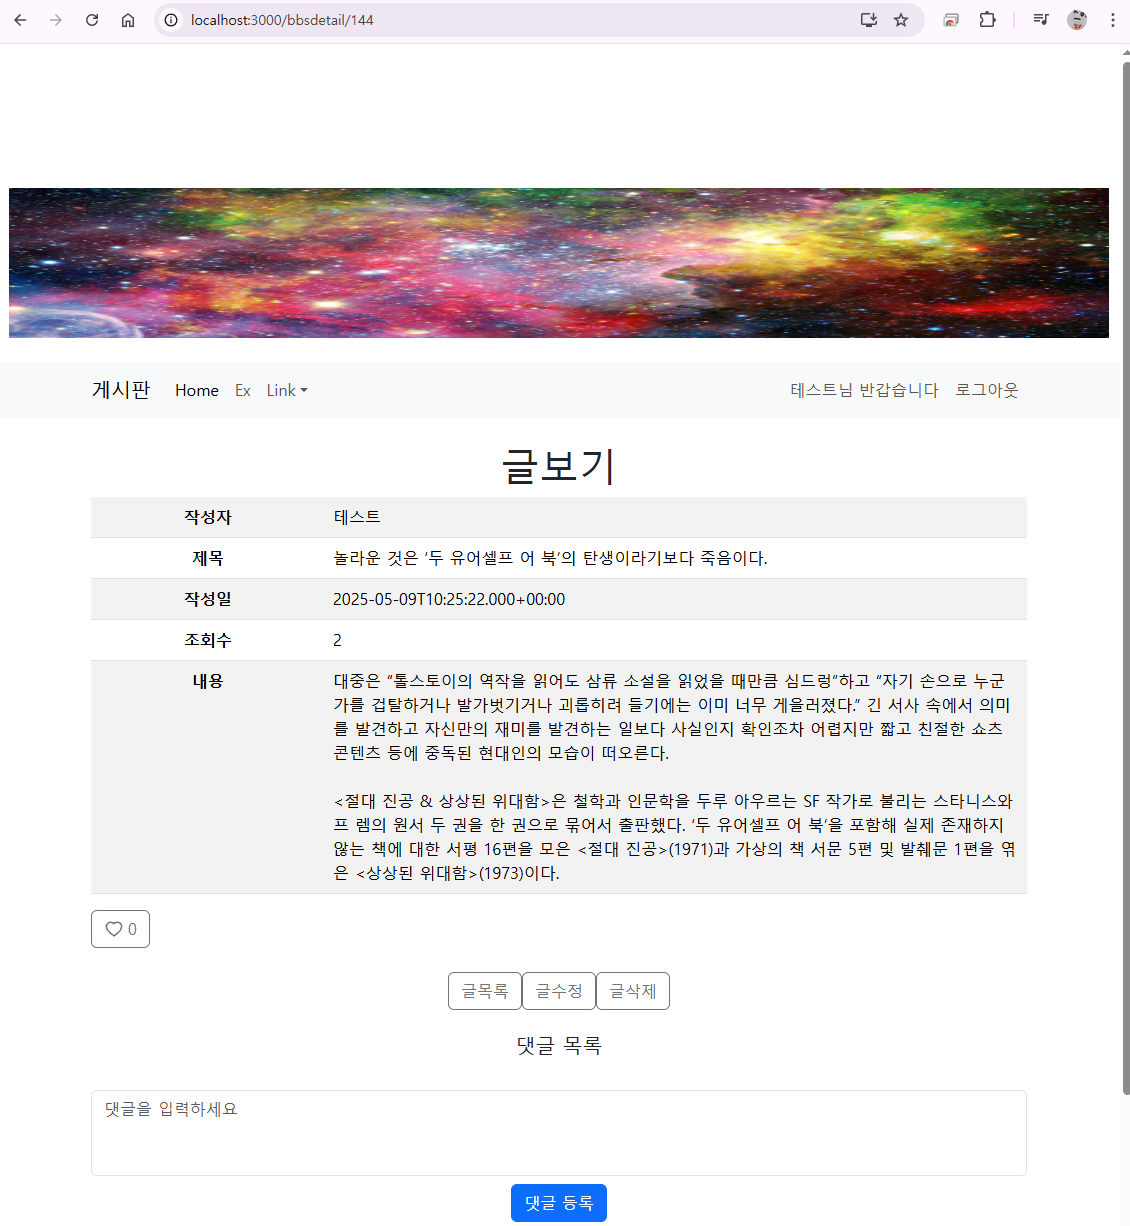 localhost:3000/bbsdetail/144
게시판 Home Ex Link 테스트님 반갑습니다 로그아웃
글보기
작성자 테스트
제목 놀라운 것은 ‘두 유어셀프 어 북’의 탄생이라기보다 죽음이다.
작성일 2025-05-09T10:25:22.000+00:00
조회수 2
내용 대중은 “톨스토이의 역작을 읽어도 삼류 소설을 읽었을 때만큼 심드렁”하고 “자기 손으로 누군
가를 겁탈하거나 발가벗기거나 괴롭히려 들기에는 이미 너무 게을러졌다.” 긴 서사 속에서 의미
를 발견하고 자신만의 재미를 발견하는 일보다 사실인지 확인조차 어렵지만 짧고 친절한 쇼츠
콘텐츠 등에 중독된 현대인의 모습이 떠오른다.
<절대 진공 & 상상된 위대함>은 철학과 인문학을 두루 아우르는 SF 작가로 불리는 스타니스와
프 렘의 원서 두 권을 한 권으로 묶어서 출판했다. ‘두 유어셀프 어 북’을 포함해 실제 존재하지
않는 책에 대한 서평 16편을 모은 <절대 진공>(1971)과 가상의 책 서문 5편 및 발췌문 1편을 엮
은 <상상된 위대함>(1973)이다.
0
글목록 글수정 글삭제
댓글 목록
댓글을 입력하세요
댓글 등록